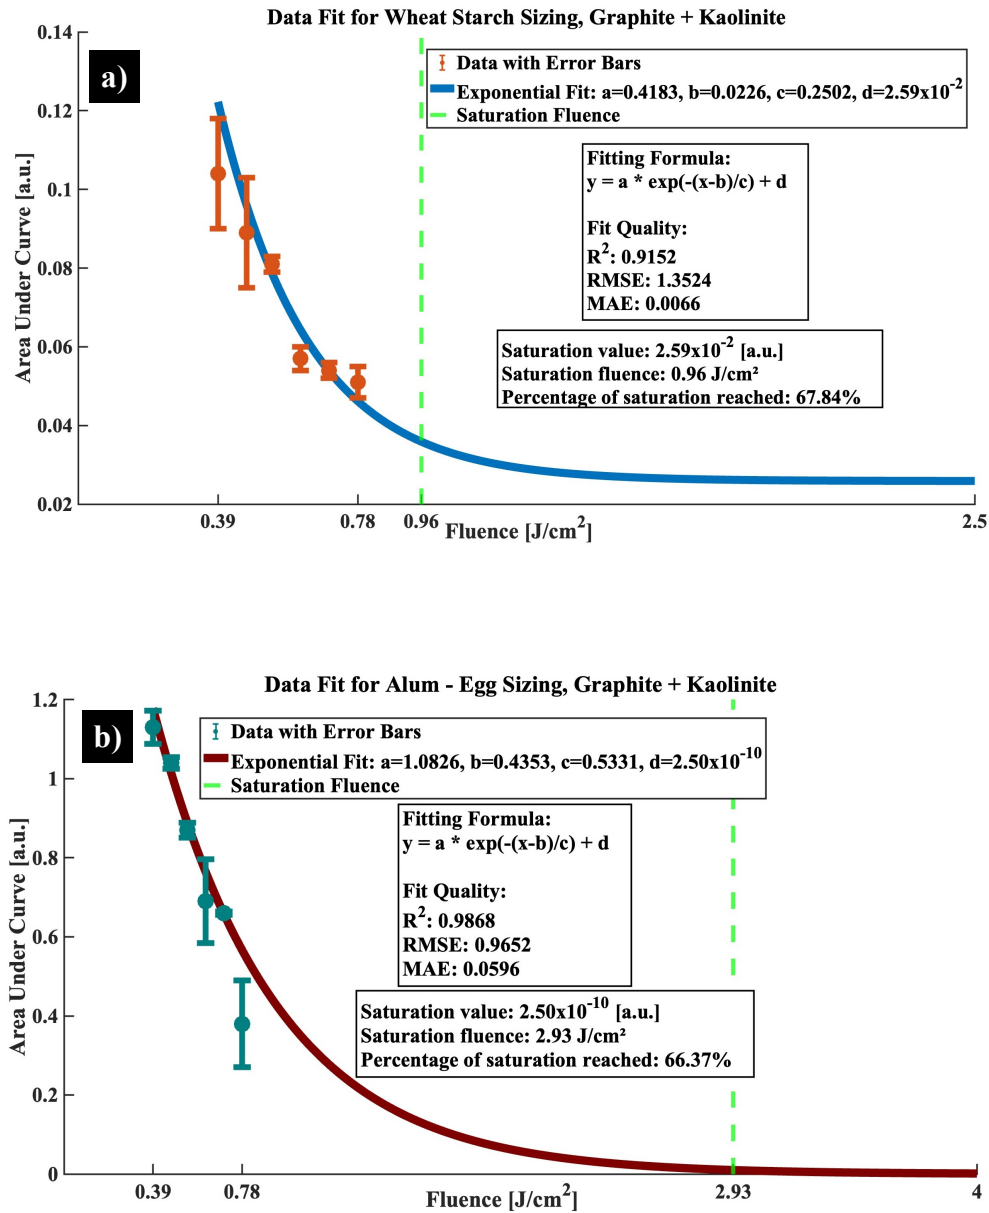 Data Fit for Wheat Starch Sizing, Graphite + Kaolinite
a)
Data with Error Bars
Exponential Fit: a=0.4183, b=0.0226, c=0.2502, d=2.59x10^-2
Saturation Fluence
Fitting Formula:
y = a * exp(-(x-b)/c) + d
Fit Quality:
R^2: 0.9152
RMSE: 1.3524
MAE: 0.0066
Saturation value: 2.59x10^-2 [a.u.]
Saturation fluence: 0.96 J/cm²
Percentage of saturation reached: 67.84%
Area Under Curve [a.u.]
0.14
0.12
0.1
0.08
0.06
0.04
0.02
0.39
0.78
0.96
2.5
Fluence [J/cm^2]
Data Fit for Alum - Egg Sizing, Graphite + Kaolinite
b)
Data with Error Bars
Exponential Fit: a=1.0826, b=0.4353, c=0.5331, d=2.50x10^-10
Saturation Fluence
Fitting Formula:
y = a * exp(-(x-b)/c) + d
Fit Quality:
R^2: 0.9868
RMSE: 0.9652
MAE: 0.0596
Saturation value: 2.50x10^-10 [a.u.]
Saturation fluence: 2.93 J/cm²
Percentage of saturation reached: 66.37%
Area Under Curve [a.u.]
1.2
1
0.8
0.6
0.4
0.2
0
0.39
0.78
2.93
4
Fluence [J/cm^2]